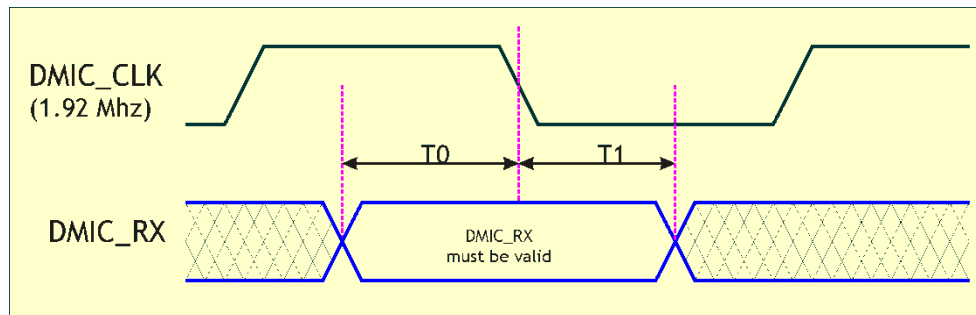 DMIC_CLK
(1.92 Mhz)
T0
T1
DMIC_RX
DMIC_RX
must be valid